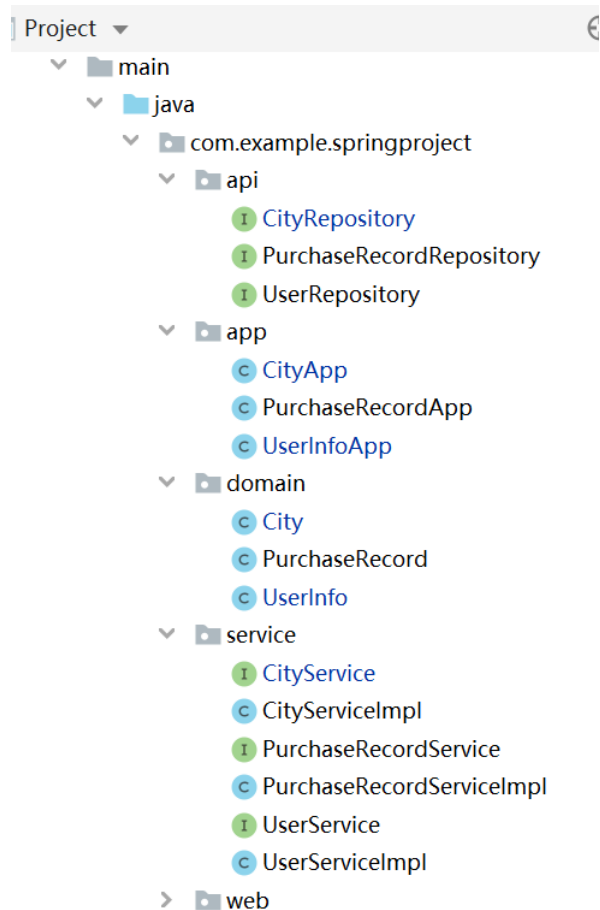 Project
main
java
com.example.springproject
api
I CityRepository
I PurchaseRecordRepository
I UserRepository
app
C CityApp
C PurchaseRecordApp
C UserInfoApp
domain
C City
C PurchaseRecord
C UserInfo
service
I CityService
C CityServiceImpl
I PurchaseRecordService
C PurchaseRecordServiceImpl
I UserService
C UserServiceImpl
web